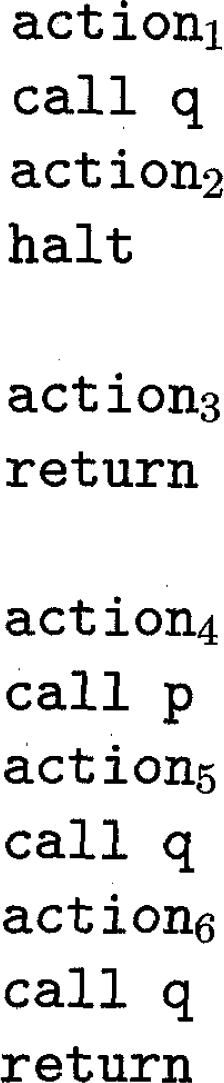 action₁
call q
action₂
halt
action₃
return
action₄
call p
action₅
call q
action₆
call q
return